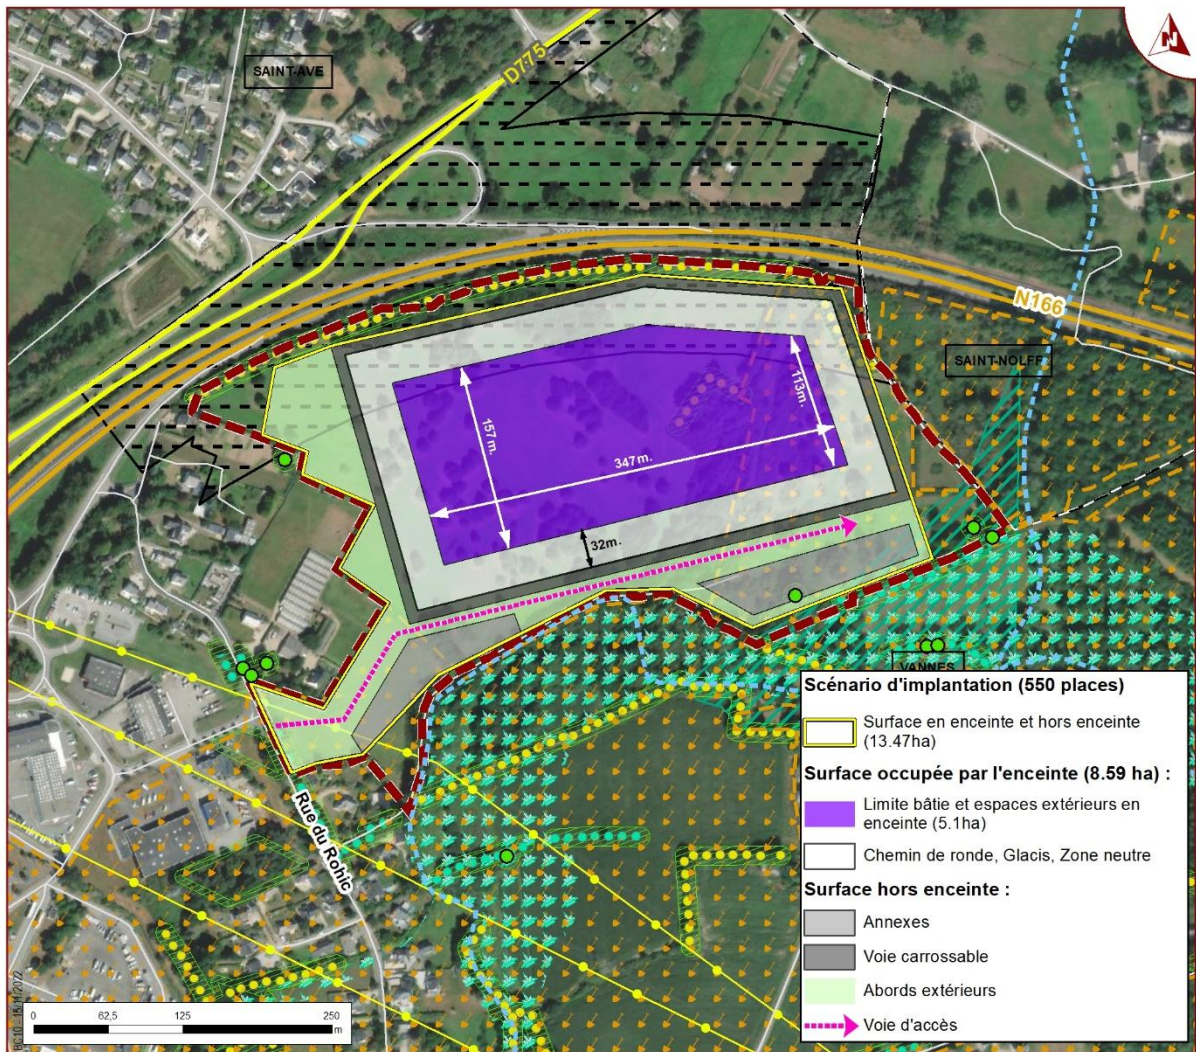 SAINT-AVE
D775
N
N166
SAINT-NOLFF
157m.
113m.
347m.
32m.
VANNES
Rue du Rohic
Scénario d'implantation (550 places)
Surface en enceinte et hors enceinte
(13.47ha)
Surface occupée par l'enceinte (8.59 ha) :
Limite bâtie et espaces extérieurs en
enceinte (5.1ha)
Chemin de ronde, Glacis, Zone neutre
Surface hors enceinte :
Annexes
Voie carrossable
Abords extérieurs
Voie d'accès
0 62,5 125 250
m